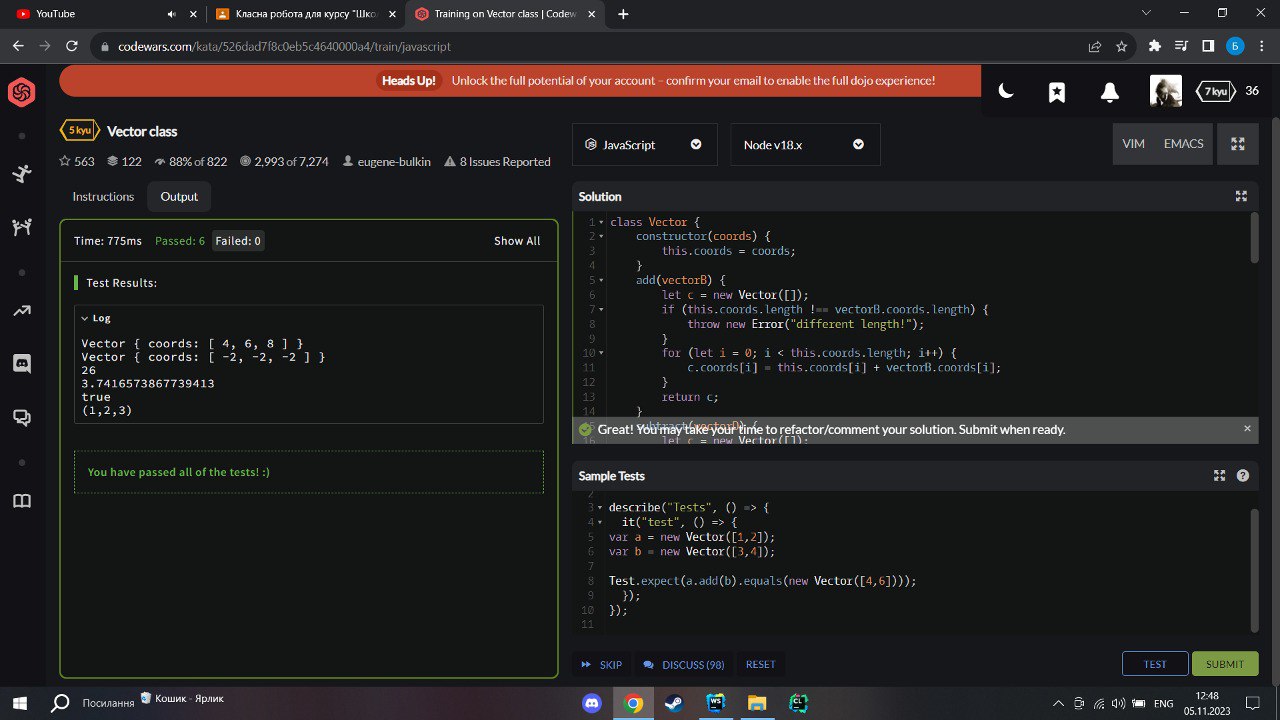 YouTube
Класна робота для курсу "Шко
Training on Vector class | Codew
codewars.com/kata/526dad7f8c0eb5c4640000a4/train/javascript
Б
Heads Up! Unlock the full potential of your account – confirm your email to enable the full dojo experience!
7 kyu 36
5 kyu Vector class
563 122 88% of 822 2,993 of 7,274 eugene-bulkin 8 Issues Reported
JavaScript
Node v18.x
VIM EMACS
Instructions Output
Time: 775ms Passed: 6 Failed: 0 Show All
Test Results:
Log
Vector { coords: [ 4, 6, 8 ] }
Vector { coords: [ -2, -2, -2 ] }
26
3.7416573867739413
true
(1,2,3)
You have passed all of the tests! :)
Solution
1 class Vector {
2 constructor(coords) {
3 this.coords = coords;
4 }
5 add(vectorB) {
6 let c = new Vector([]);
7 if (this.coords.length !== vectorB.coords.length) {
8 throw new Error("different length!");
9 }
10 for (let i = 0; i < this.coords.length; i++) {
11 c.coords[i] = this.coords[i] + vectorB.coords[i];
12 }
13 return c;
14 }
subtract(vectorB) {
Great! You may take your time to refactor/comment your solution. Submit when ready.
16 let c = new Vector([]);
Sample Tests
2
3 describe("Tests", () => {
4 it("test", () => {
5 var a = new Vector([1,2]);
6 var b = new Vector([3,4]);
7
8 Test.expect(a.add(b).equals(new Vector([4,6])));
9 });
10 });
11
SKIP DISCUSS (98) RESET
TEST SUBMIT
Посилання
Кошик - Ярлик
WS
CL
ENG
12:48
05.11.2023